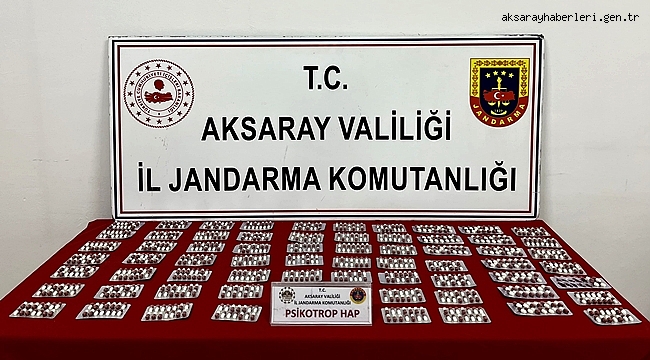 aksarayhaberleri.gen.tr
T.C.
AKSARAY VALİLİĞİ
İL JANDARMA KOMUTANLIĞI
JANDARMA
T.C.
AKSARAY VALİLİĞİ
İL JANDARMA KOMUTANLIĞI
PSİKOTROP HAP